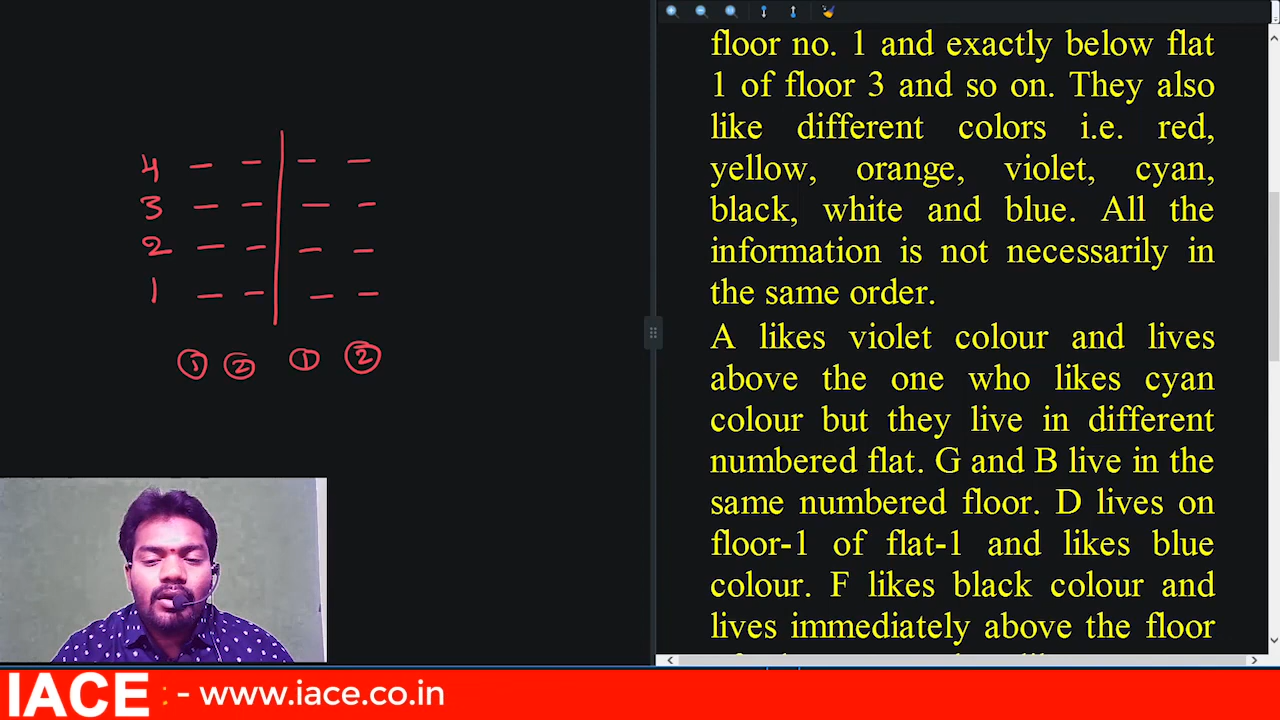 4 — — | — —
3 — — | — —
2 — — | — —
1 — — | — —
① ② ① ②
floor no. 1 and exactly below flat
1 of floor 3 and so on. They also
like different colors i.e. red,
yellow, orange, violet, cyan,
black, white and blue. All the
information is not necessarily in
the same order.
A likes violet colour and lives
above the one who likes cyan
colour but they live in different
numbered flat. G and B live in the
same numbered floor. D lives on
floor-1 of flat-1 and likes blue
colour. F likes black colour and
lives immediately above the floor
IACE : - www.iace.co.in